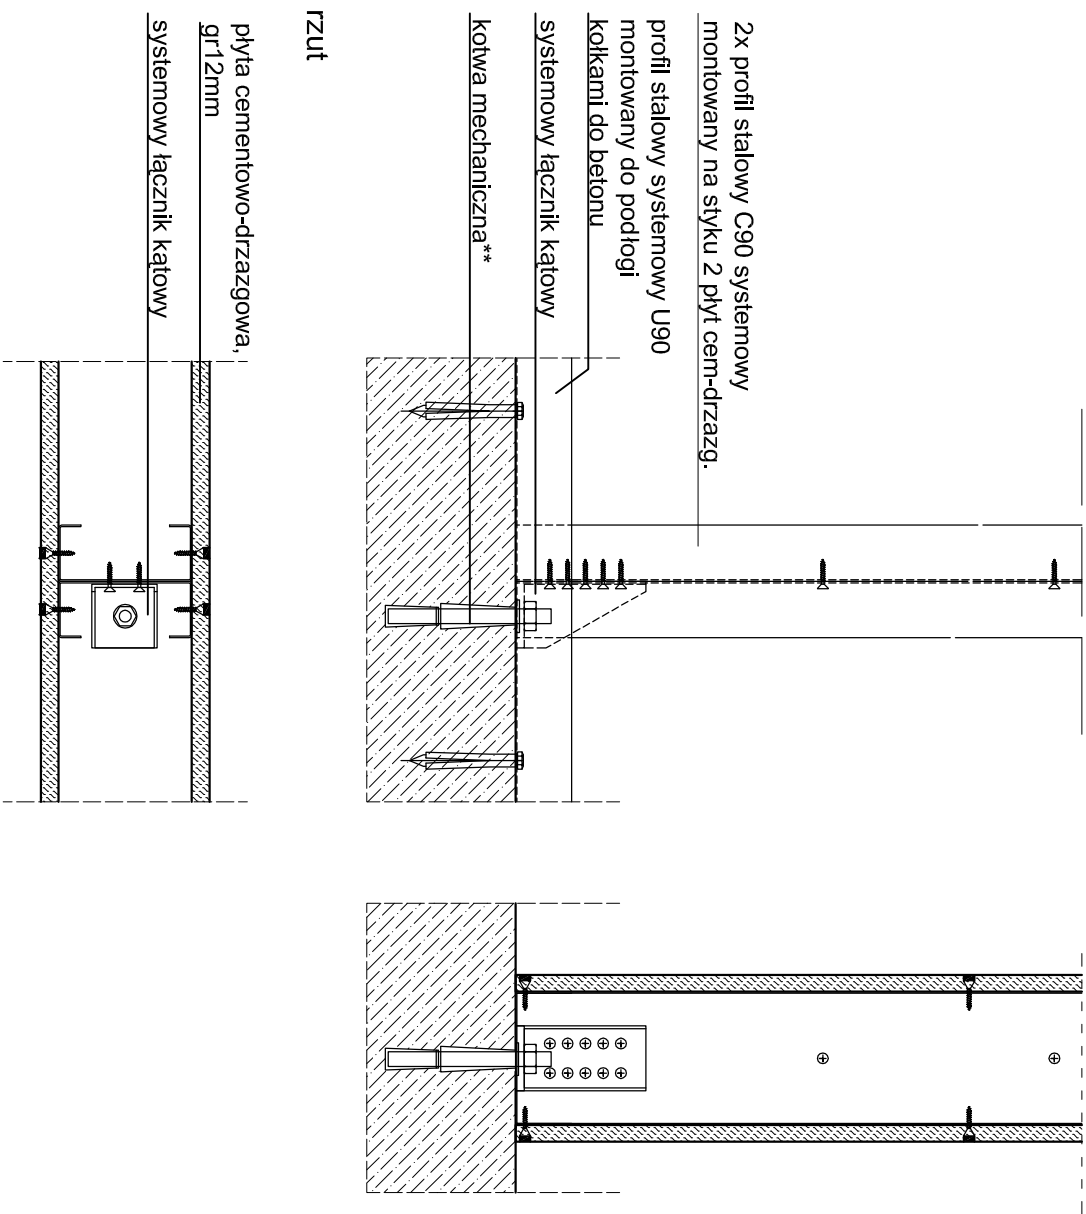 2x profil stalowy C90 systemowy
montowany na styku 2 płyt cem-drzazg.
profil stalowy systemowy U90
montowany do podłogi
kołkami do betonu
systemowy łącznik kątowy
kotwa mechaniczna**
rzut
płyta cementowo-drzazgowa,
gr12mm
systemowy łącznik kątowy